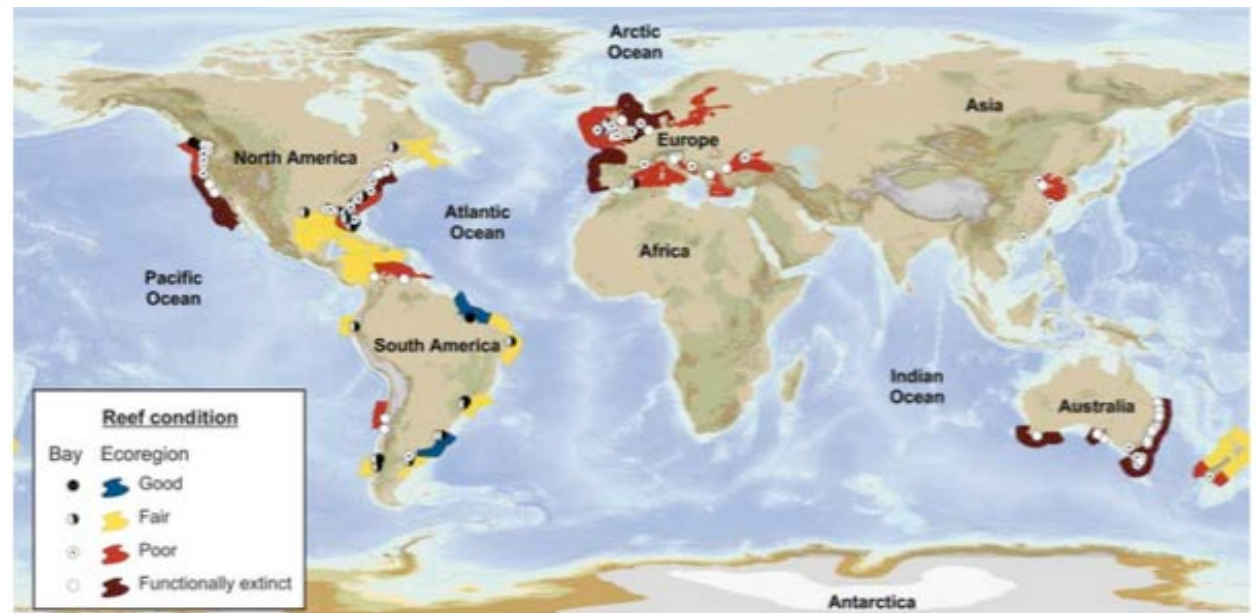 Arctic
Ocean
Asia
Europe
North America
Atlantic
Ocean
Africa
Pacific
Ocean
South America
Indian
Ocean
Australia
Reef condition
Bay Ecoregion
Good
Fair
Poor
Functionally extinct
Antarctica